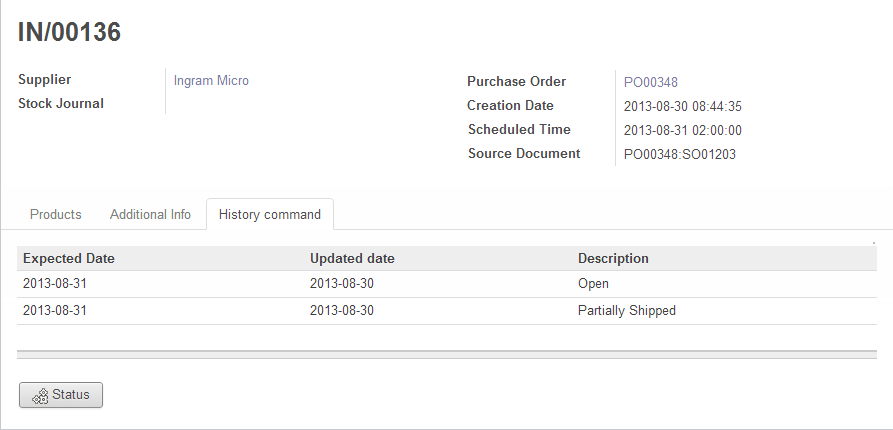 IN/00136
Supplier Ingram Micro
Stock Journal
Purchase Order PO00348
Creation Date 2013-08-30 08:44:35
Scheduled Time 2013-08-31 02:00:00
Source Document PO00348:SO01203
Products Additional Info History command
Expected Date Updated date Description
2013-08-31 2013-08-30 Open
2013-08-31 2013-08-30 Partially Shipped
Status